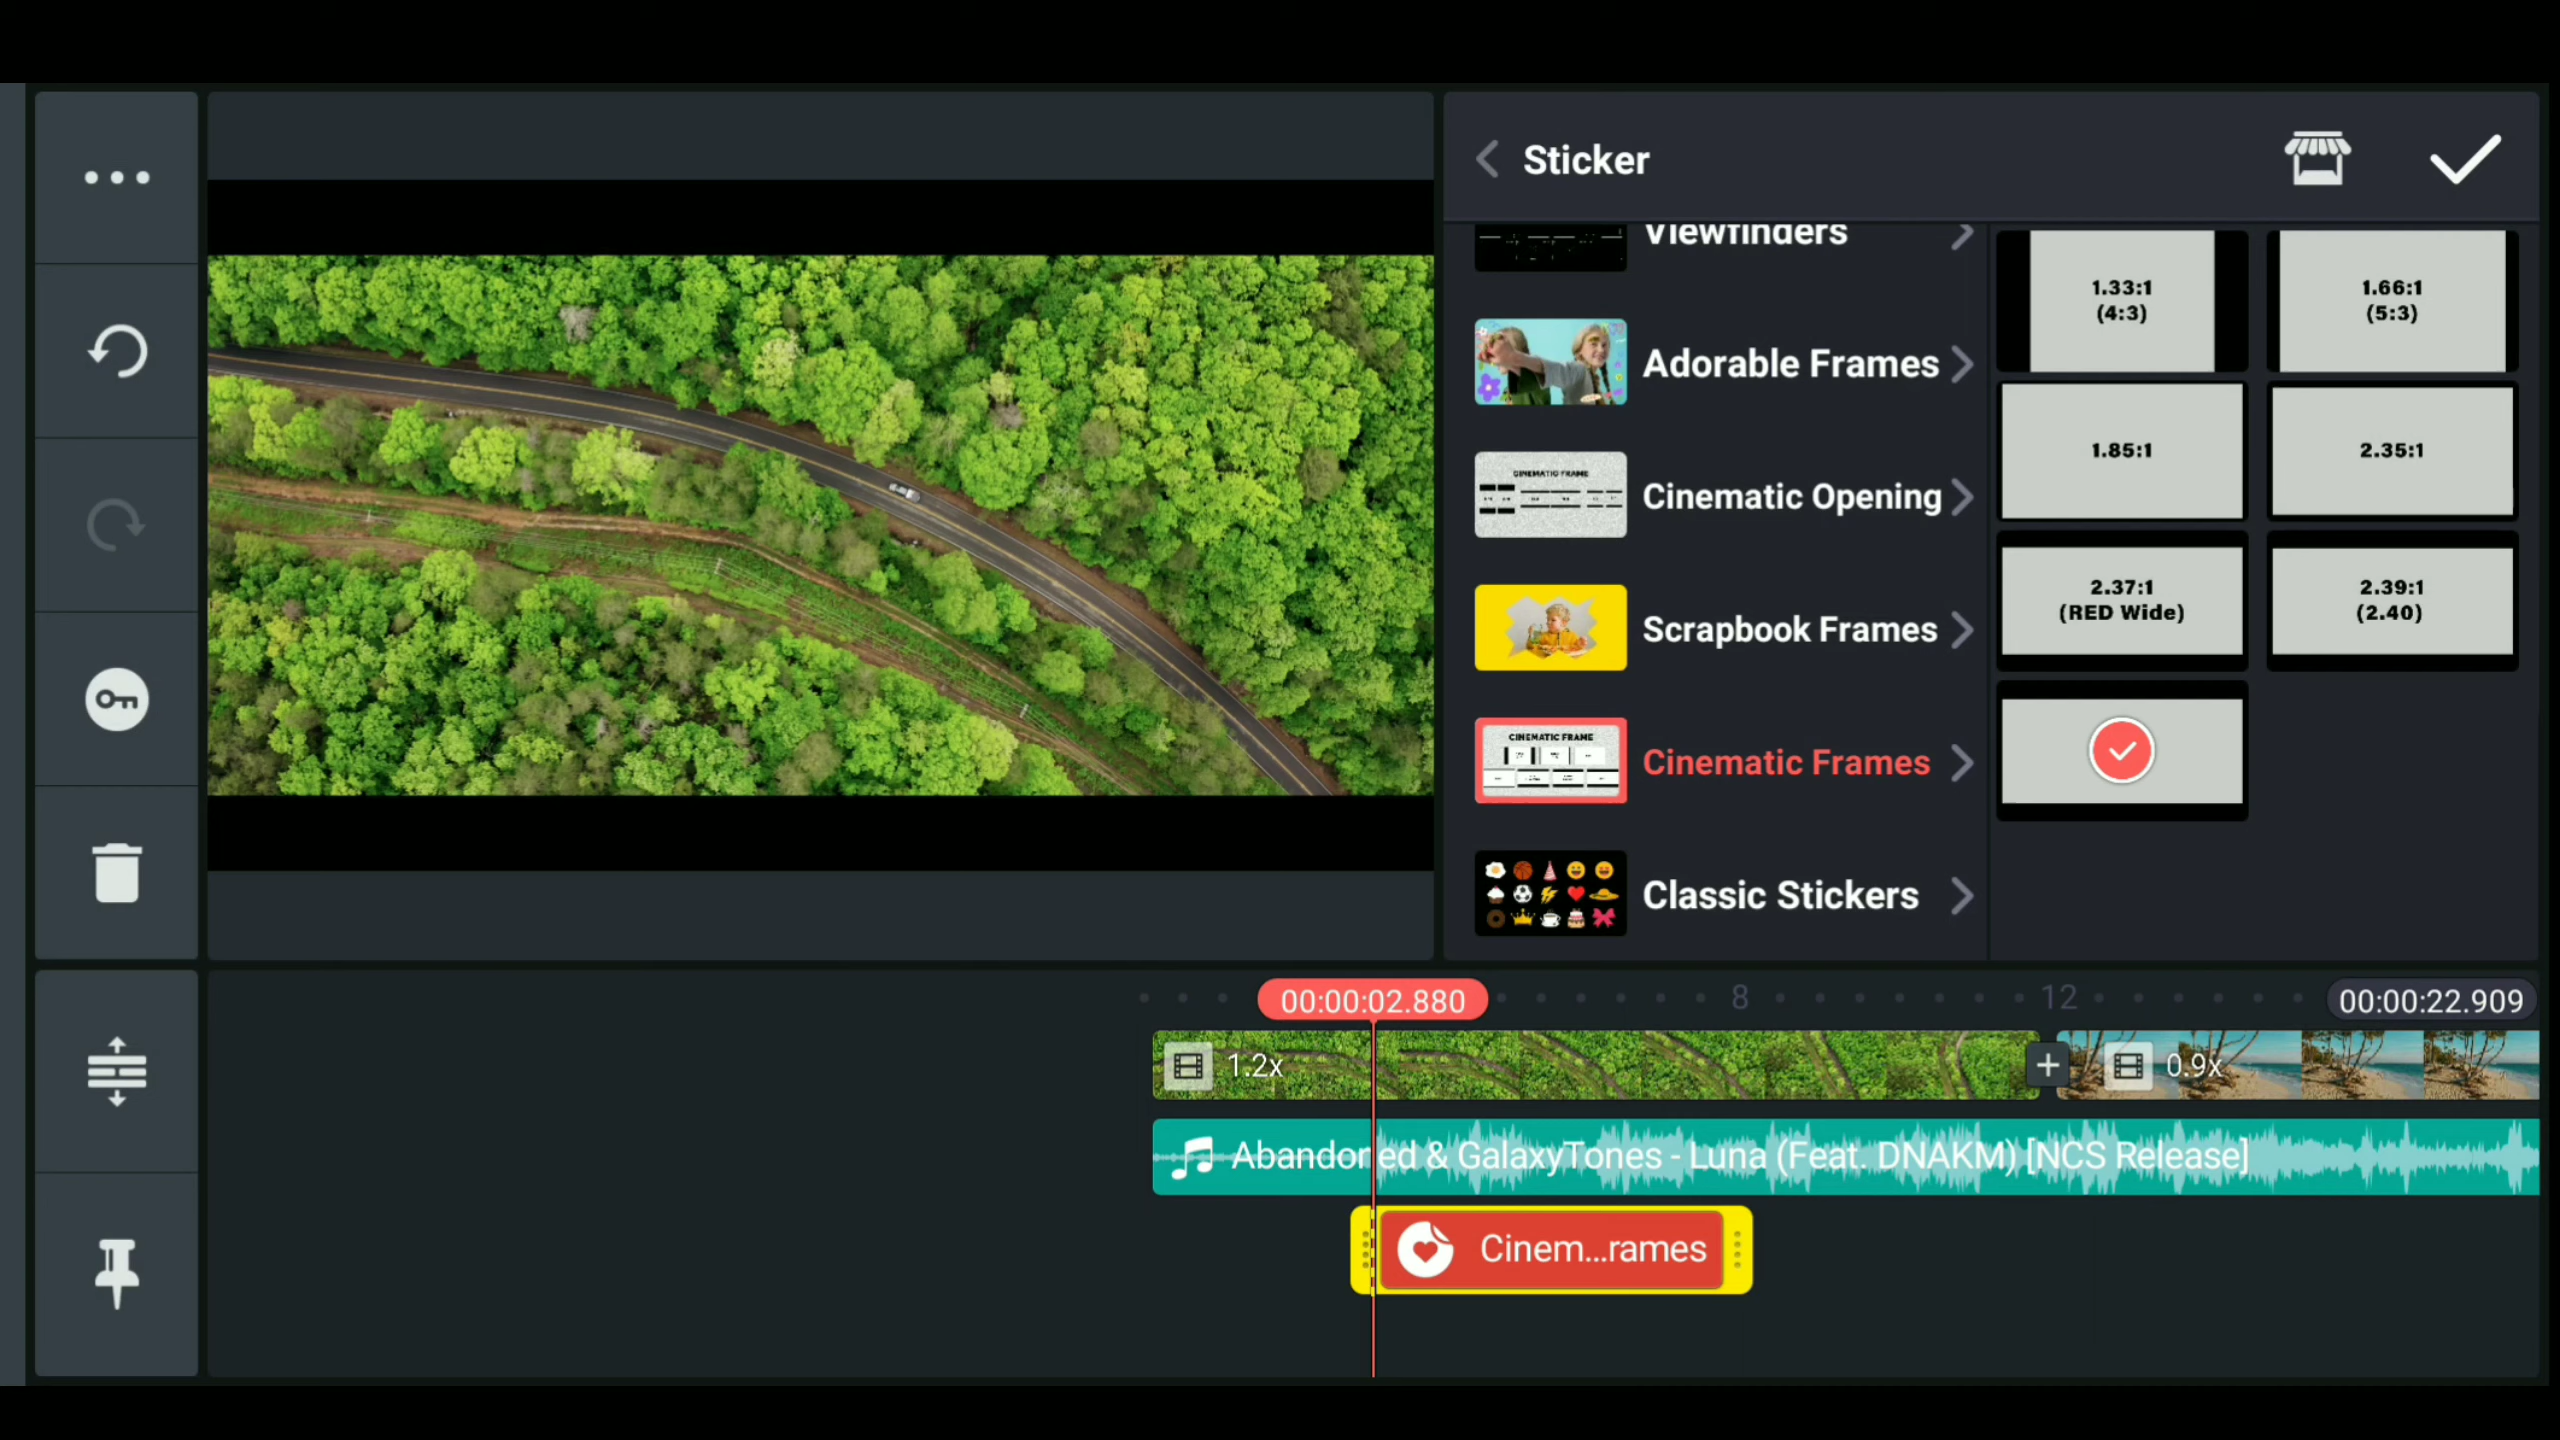 Sticker
Viewfinders
Adorable Frames
CINEMATIC FRAME
Cinematic Opening
Scrapbook Frames
CINEMATIC FRAME
Cinematic Frames
Classic Stickers
1.33:1
(4:3)
1.66:1
(5:3)
1.85:1
2.35:1
2.37:1
(RED Wide)
2.39:1
(2.40)
00:00:02.880
8
12
00:00:22.909
1.2x
0.9x
Abandoned & GalaxyTones - Luna (Feat. DNAKM) [NCS Release]
Cinem...rames